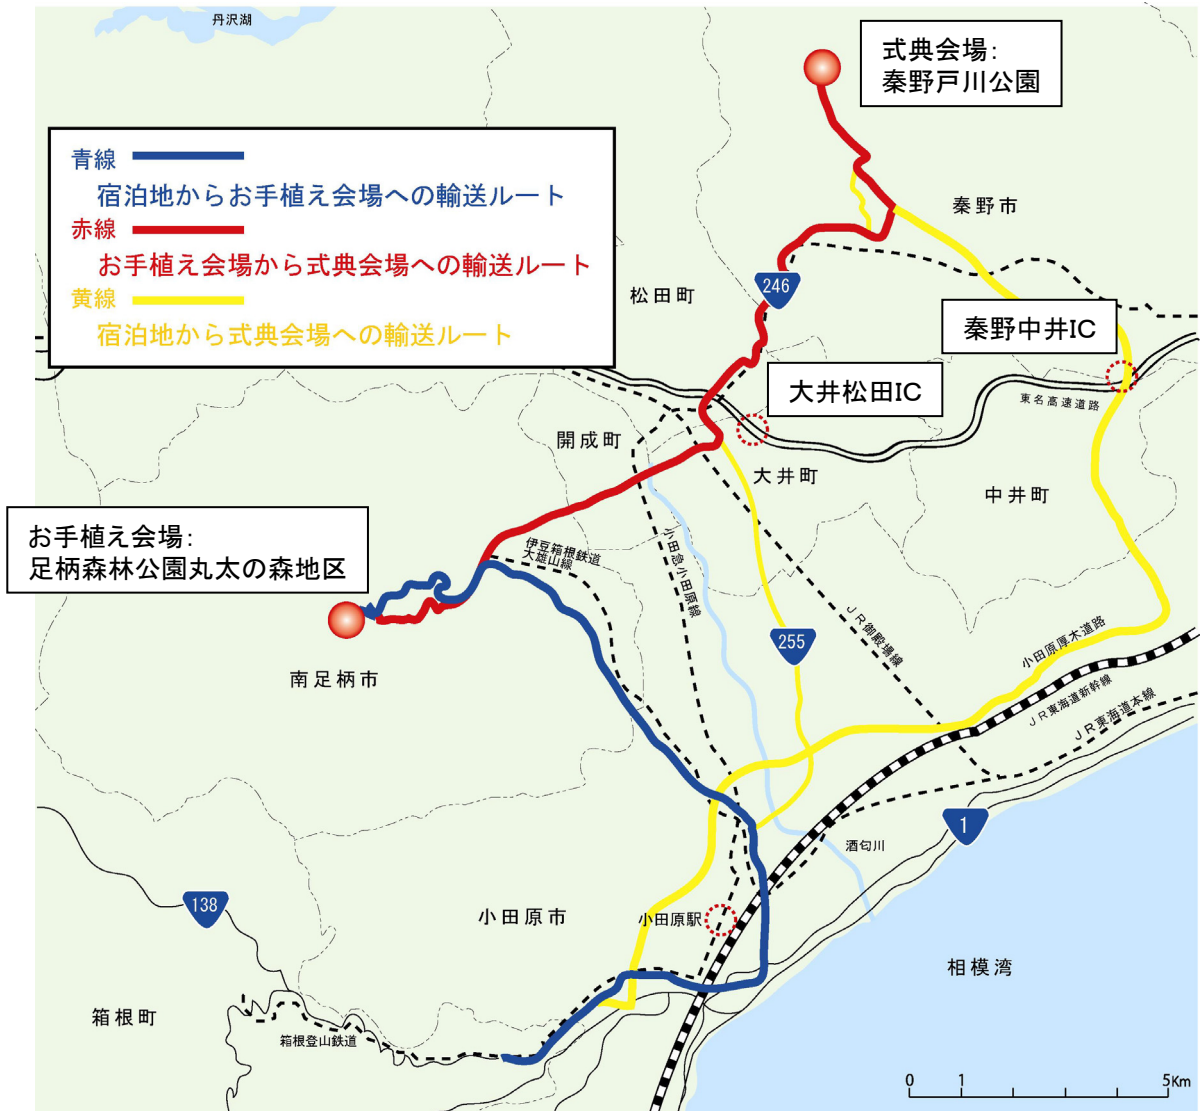 丹沢湖
式典会場:
秦野戸川公園
青線
宿泊地からお手植え会場への輸送ルート
赤線
お手植え会場から式典会場への輸送ルート
黄線
宿泊地から式典会場への輸送ルート
秦野市
246
松田町
秦野中井IC
大井松田IC
東名高速道路
開成町
大井町
中井町
お手植え会場:
足柄森林公園丸太の森地区
伊豆箱根鉄道
大雄山線
小田急小田原線
JR御殿場線
255
小田原厚木道路
南足柄市
JR東海道新幹線
JR東海道本線
1
酒匂川
138
小田原市
小田原駅
相模湾
箱根町
箱根登山鉄道
0 1 5Km